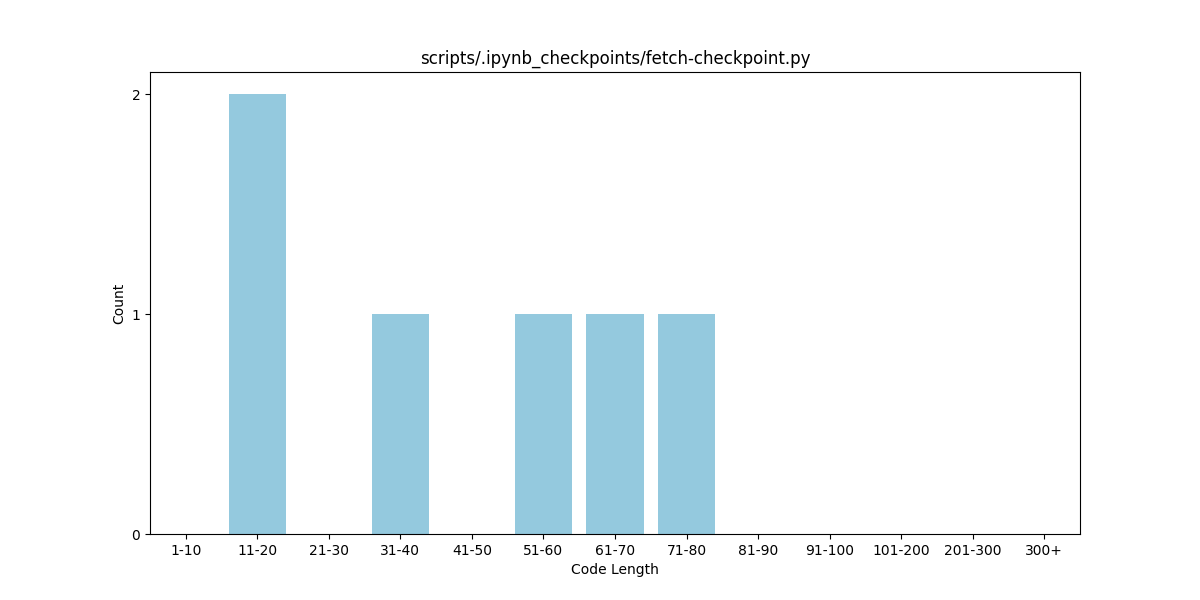 scripts/.ipynb_checkpoints/fetch-checkpoint.py
2
1
0
Count
1-10 11-20 21-30 31-40 41-50 51-60 61-70 71-80 81-90 91-100 101-200 201-300 300+
Code Length